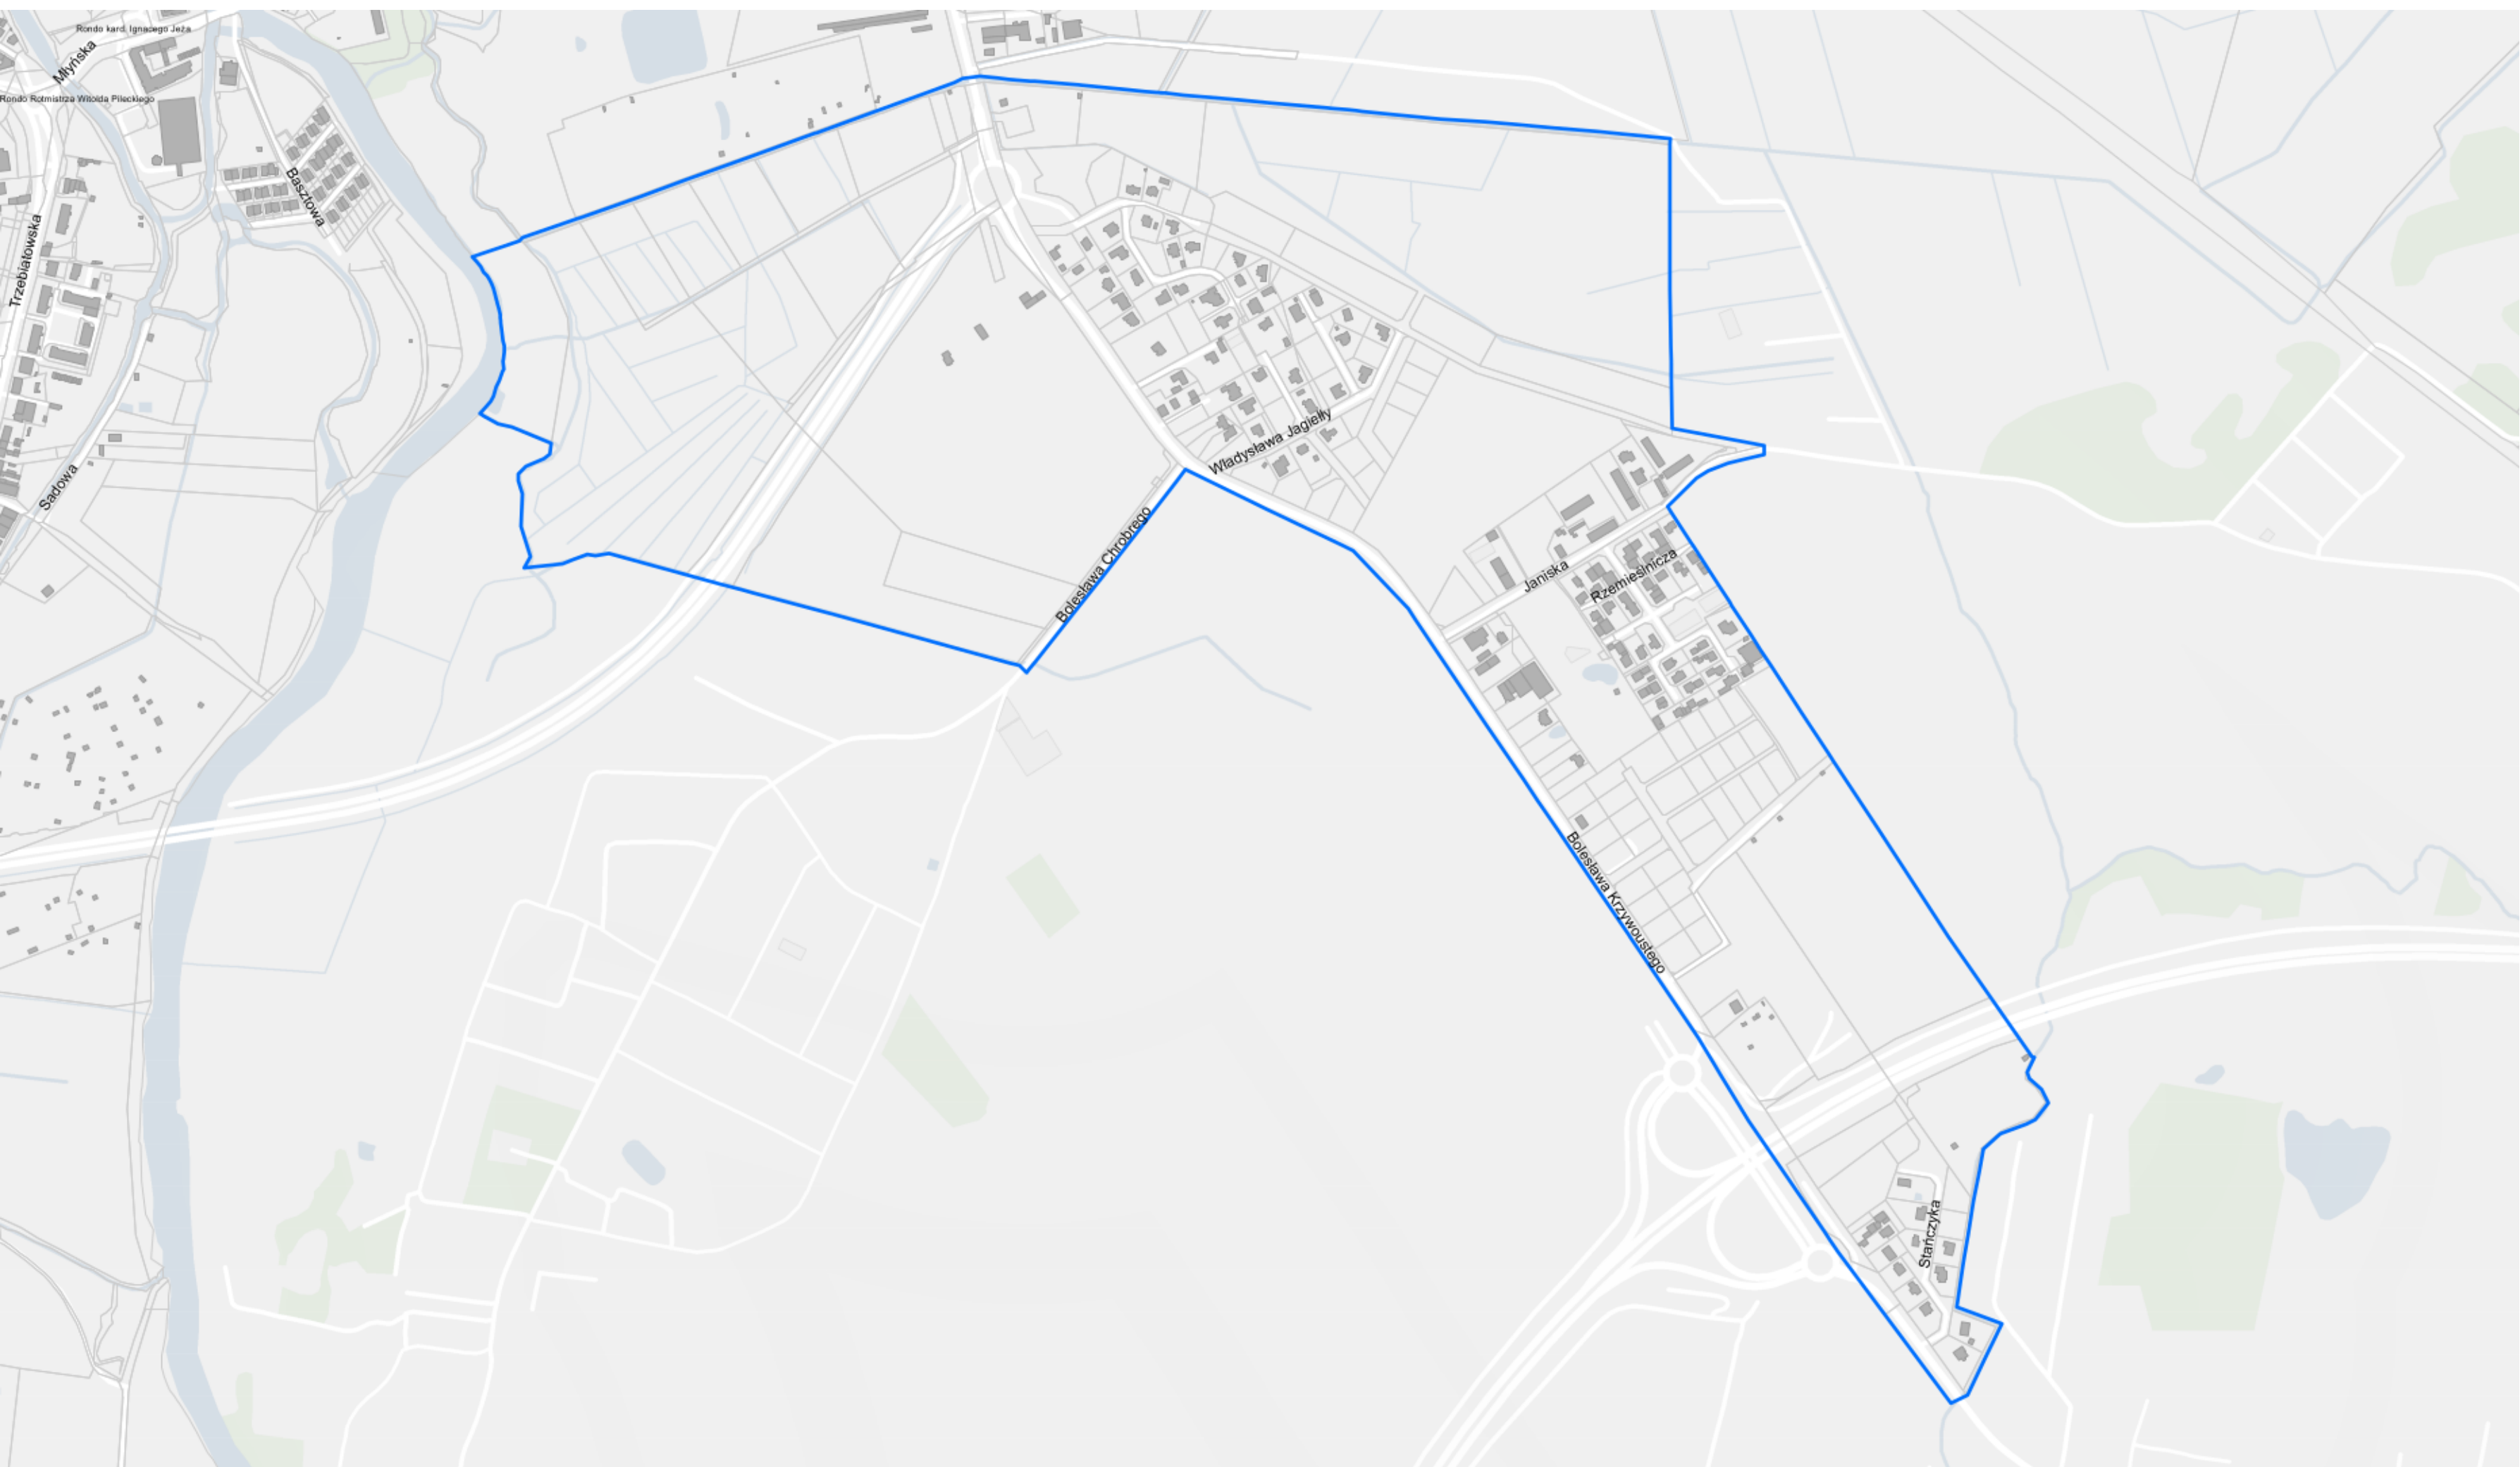 Rondo kard. Ignacego Jeża
Młyńska
Rondo Rotmistrza Witolda Pileckiego
Basztowa
Trzebiatowska
Sadowa
Władysława Jagiełły
Bolesława Chrobrego
Janiska
Rzemieślnicza
Bolesława Krzywoustego
Stańczyka